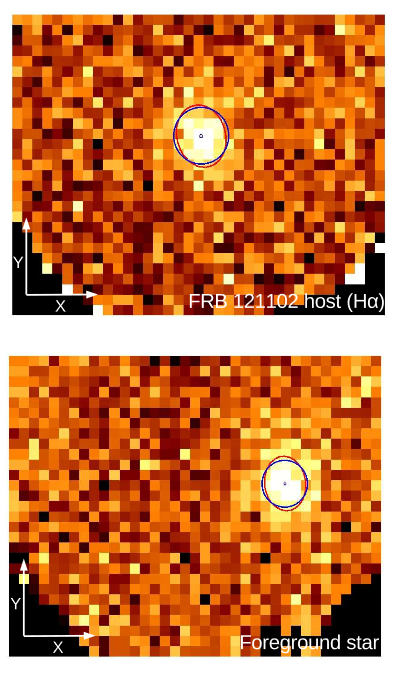 Y
X
FRB 121102 host (Hα)
Y
X
Foreground star